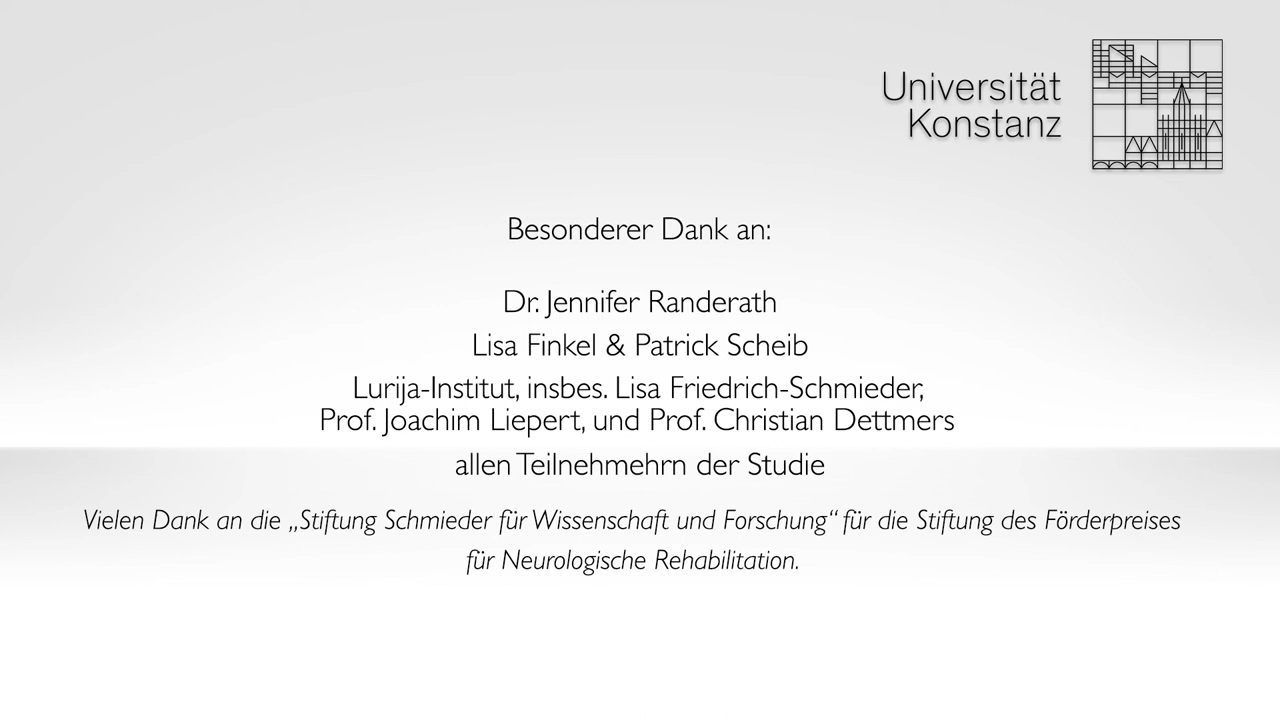 Universität
Konstanz
Besonderer Dank an:
Dr. Jennifer Randerath
Lisa Finkel & Patrick Scheib
Lurija-Institut, insbes. Lisa Friedrich-Schmieder,
Prof. Joachim Liepert, und Prof. Christian Dettmers
allen Teilnehmehrn der Studie
Vielen Dank an die „Stiftung Schmieder für Wissenschaft und Forschung“ für die Stiftung des Förderpreises
für Neurologische Rehabilitation.